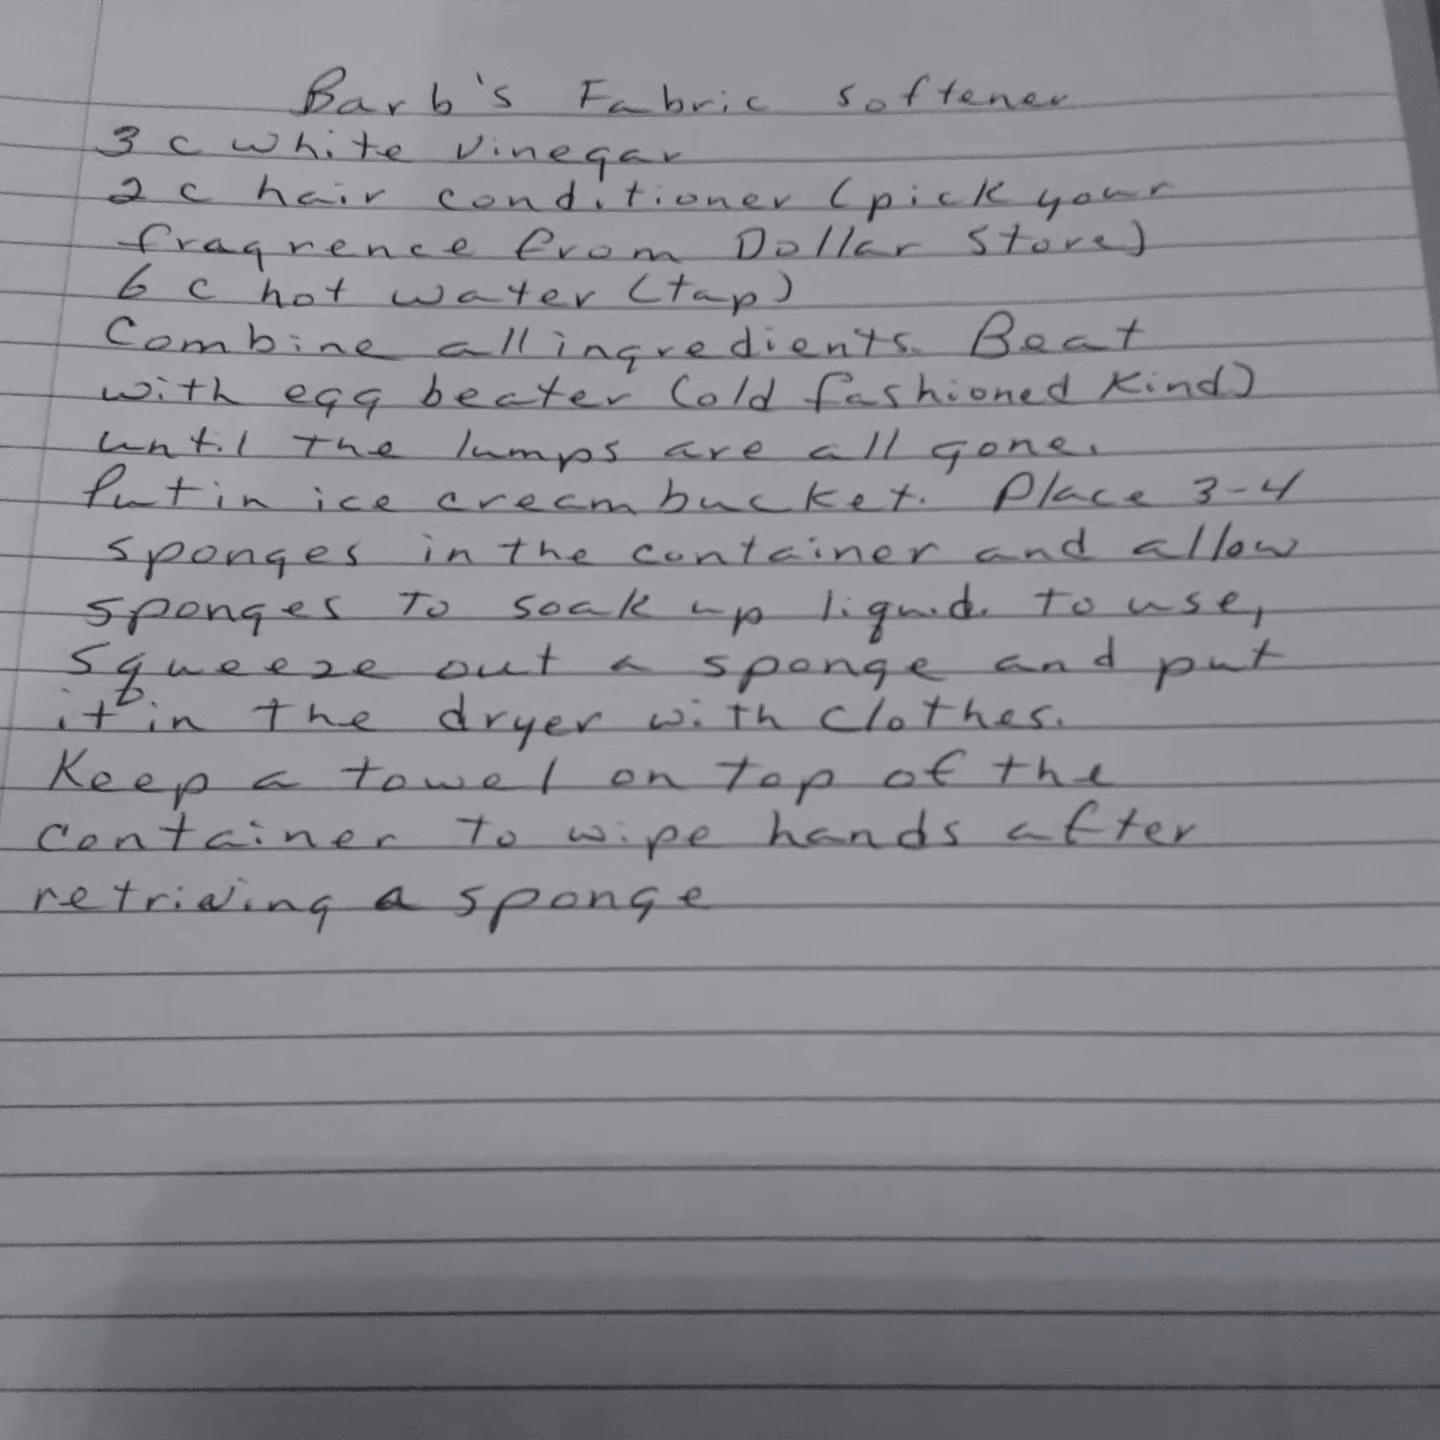 Barb's Fabric softener
3 c white vinegar
2 c hair conditioner (pick your
fragrence from Dollar Store)
6 c hot water (tap)
Combine all ingredients. Beat
with egg beater (old fashioned kind)
until the lumps are all gone.
Put in ice cream bucket. Place 3-4
sponges in the container and allow
sponges to soak up liquid. to use,
squeeze out a sponge and put
it in the dryer with clothes.
Keep a towel on top of the
container to wipe hands after
retriving a sponge